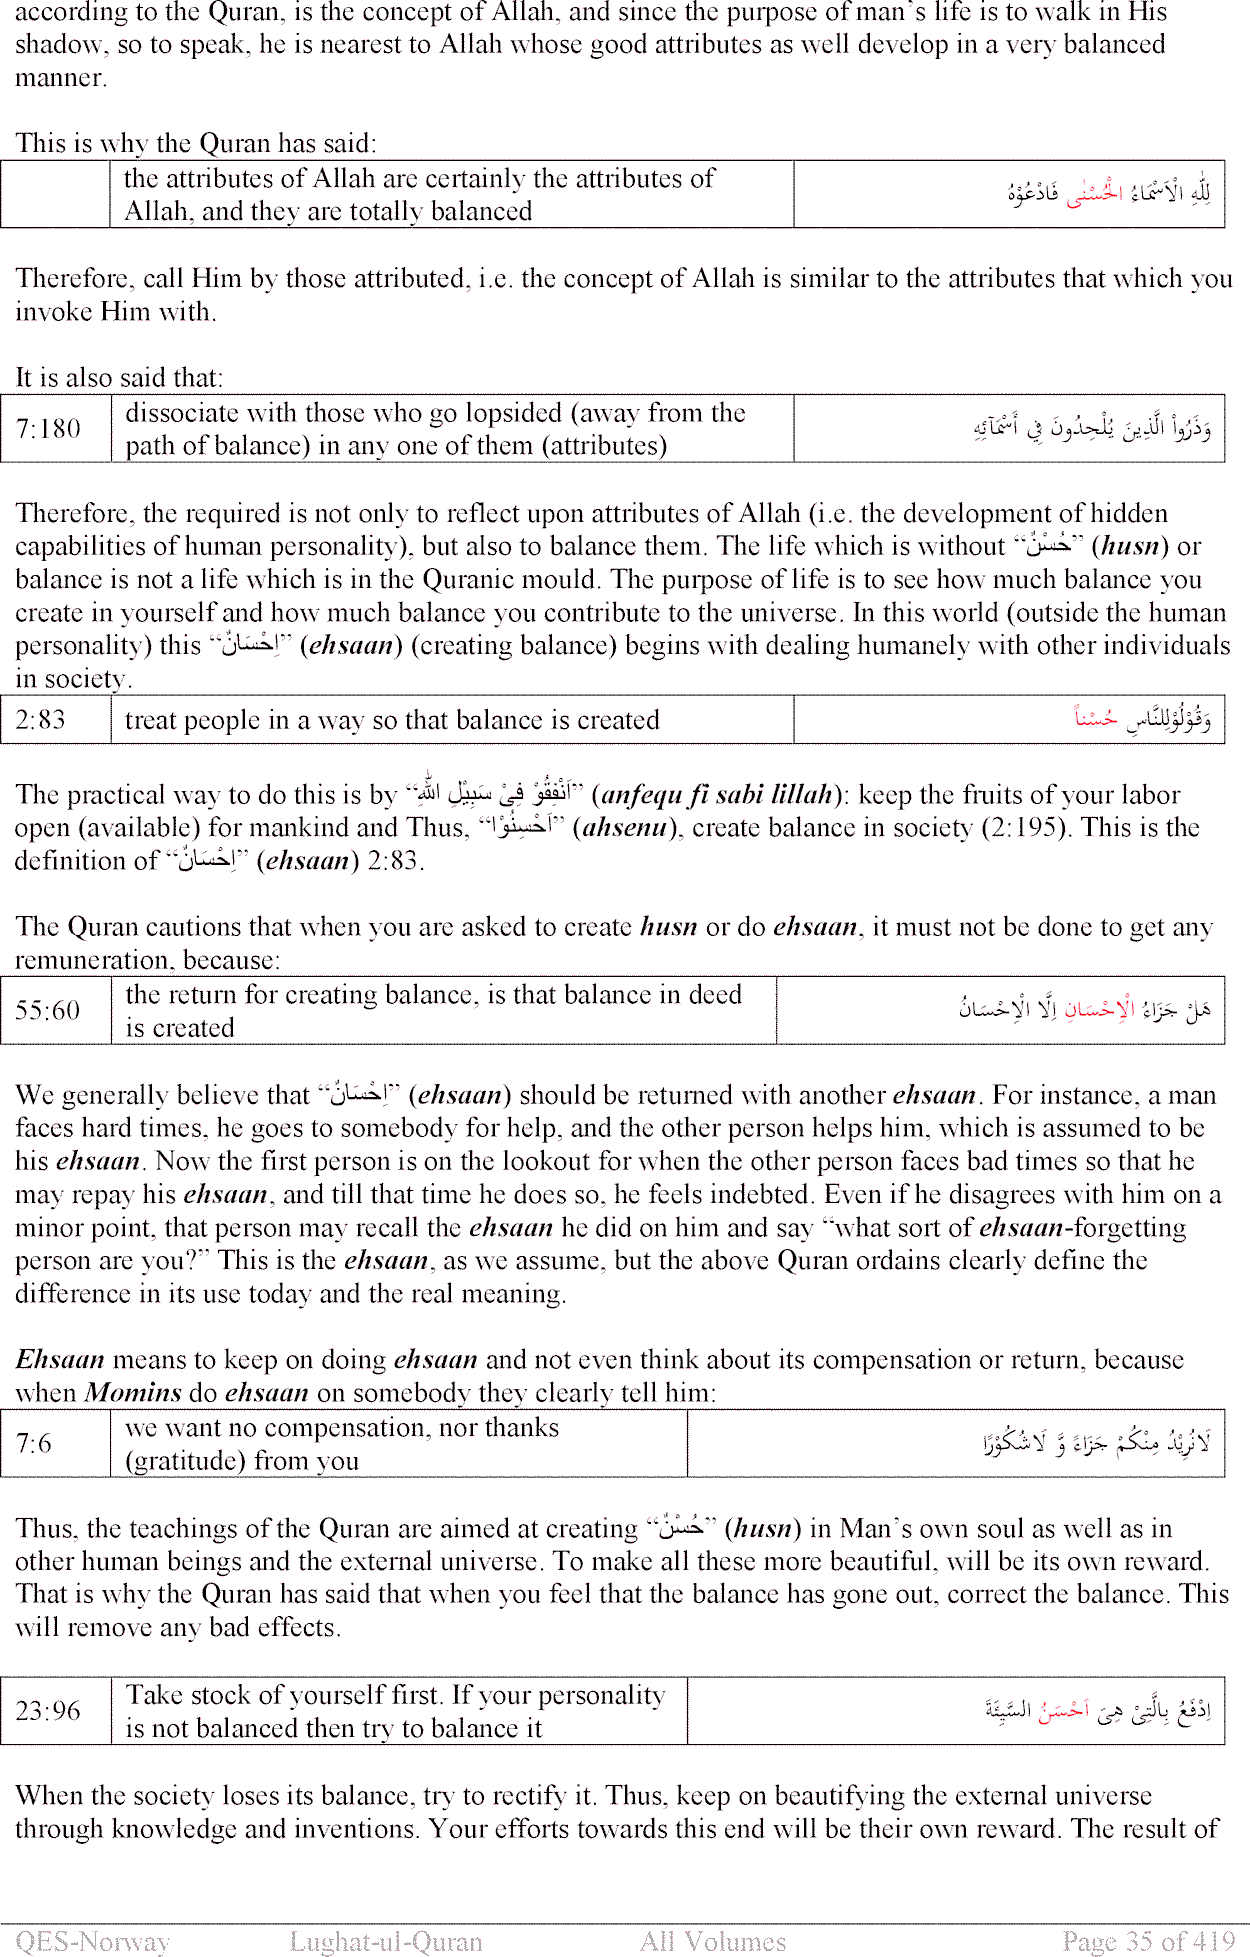 according to the Quran, is the concept of Allah, and since the purpose of man's life is to walk in His
shadow, so to speak, he is nearest to Allah whose good attributes as well develop in a very balanced
manner.
This is why the Quran has said:
the attributes of Allah are certainly the attributes of
Allah, and they are totally balanced
لِلّٰهِ الْاَسْمَاءُ الْحُسْنٰى فَادْعُوْهُ
Therefore, call Him by those attributed, i.e. the concept of Allah is similar to the attributes that which you
invoke Him with.
It is also said that:
7:180
dissociate with those who go lopsided (away from the
path of balance) in any one of them (attributes)
وَذَرُواْ الَّذِينَ يُلْحِدُونَ فِي أَسْمَآئِهِ
Therefore, the required is not only to reflect upon attributes of Allah (i.e. the development of hidden
capabilities of human personality), but also to balance them. The life which is without “حُسْنٌ” (husn) or
balance is not a life which is in the Quranic mould. The purpose of life is to see how much balance you
create in yourself and how much balance you contribute to the universe. In this world (outside the human
personality) this “اِحْسَانٌ” (ehsaan) (creating balance) begins with dealing humanely with other individuals
in society.
2:83
treat people in a way so that balance is created
وَقُوْلُوْلِلنَّاسِ حُسْناً
The practical way to do this is by “اَنْفِقُوْ فِىْ سَبِيْلِ اللّٰهِ” (anfequ fi sabi lillah): keep the fruits of your labor
open (available) for mankind and Thus, “اَحْسِنُوْا” (ahsenu), create balance in society (2:195). This is the
definition of “اِحْسَانٌ” (ehsaan) 2:83.
The Quran cautions that when you are asked to create husn or do ehsaan, it must not be done to get any
remuneration, because:
55:60
the return for creating balance, is that balance in deed
is created
هَلْ جَزَاءُ الْاِحْسَانِ اِلَّا الْاِحْسَانُ
We generally believe that “اِحْسَانٌ” (ehsaan) should be returned with another ehsaan. For instance, a man
faces hard times, he goes to somebody for help, and the other person helps him, which is assumed to be
his ehsaan. Now the first person is on the lookout for when the other person faces bad times so that he
may repay his ehsaan, and till that time he does so, he feels indebted. Even if he disagrees with him on a
minor point, that person may recall the ehsaan he did on him and say “what sort of ehsaan-forgetting
person are you?” This is the ehsaan, as we assume, but the above Quran ordains clearly define the
difference in its use today and the real meaning.
Ehsaan means to keep on doing ehsaan and not even think about its compensation or return, because
when Momins do ehsaan on somebody they clearly tell him:
7:6
we want no compensation, nor thanks
(gratitude) from you
لَانُرِيْدُ مِنْكُمْ جَزَاءً وَّ لَاشُكُوْرًا
Thus, the teachings of the Quran are aimed at creating “حُسْنٌ” (husn) in Man's own soul as well as in
other human beings and the external universe. To make all these more beautiful, will be its own reward.
That is why the Quran has said that when you feel that the balance has gone out, correct the balance. This
will remove any bad effects.
23:96
Take stock of yourself first. If your personality
is not balanced then try to balance it
اِدْفَعُ بِالَّتِىْ هِىَ اَحْسَنُ السَّيِئَةَ
When the society loses its balance, try to rectify it. Thus, keep on beautifying the external universe
through knowledge and inventions. Your efforts towards this end will be their own reward. The result of
QES-Norway Lughat-ul-Quran All Volumes Page 35 of 419